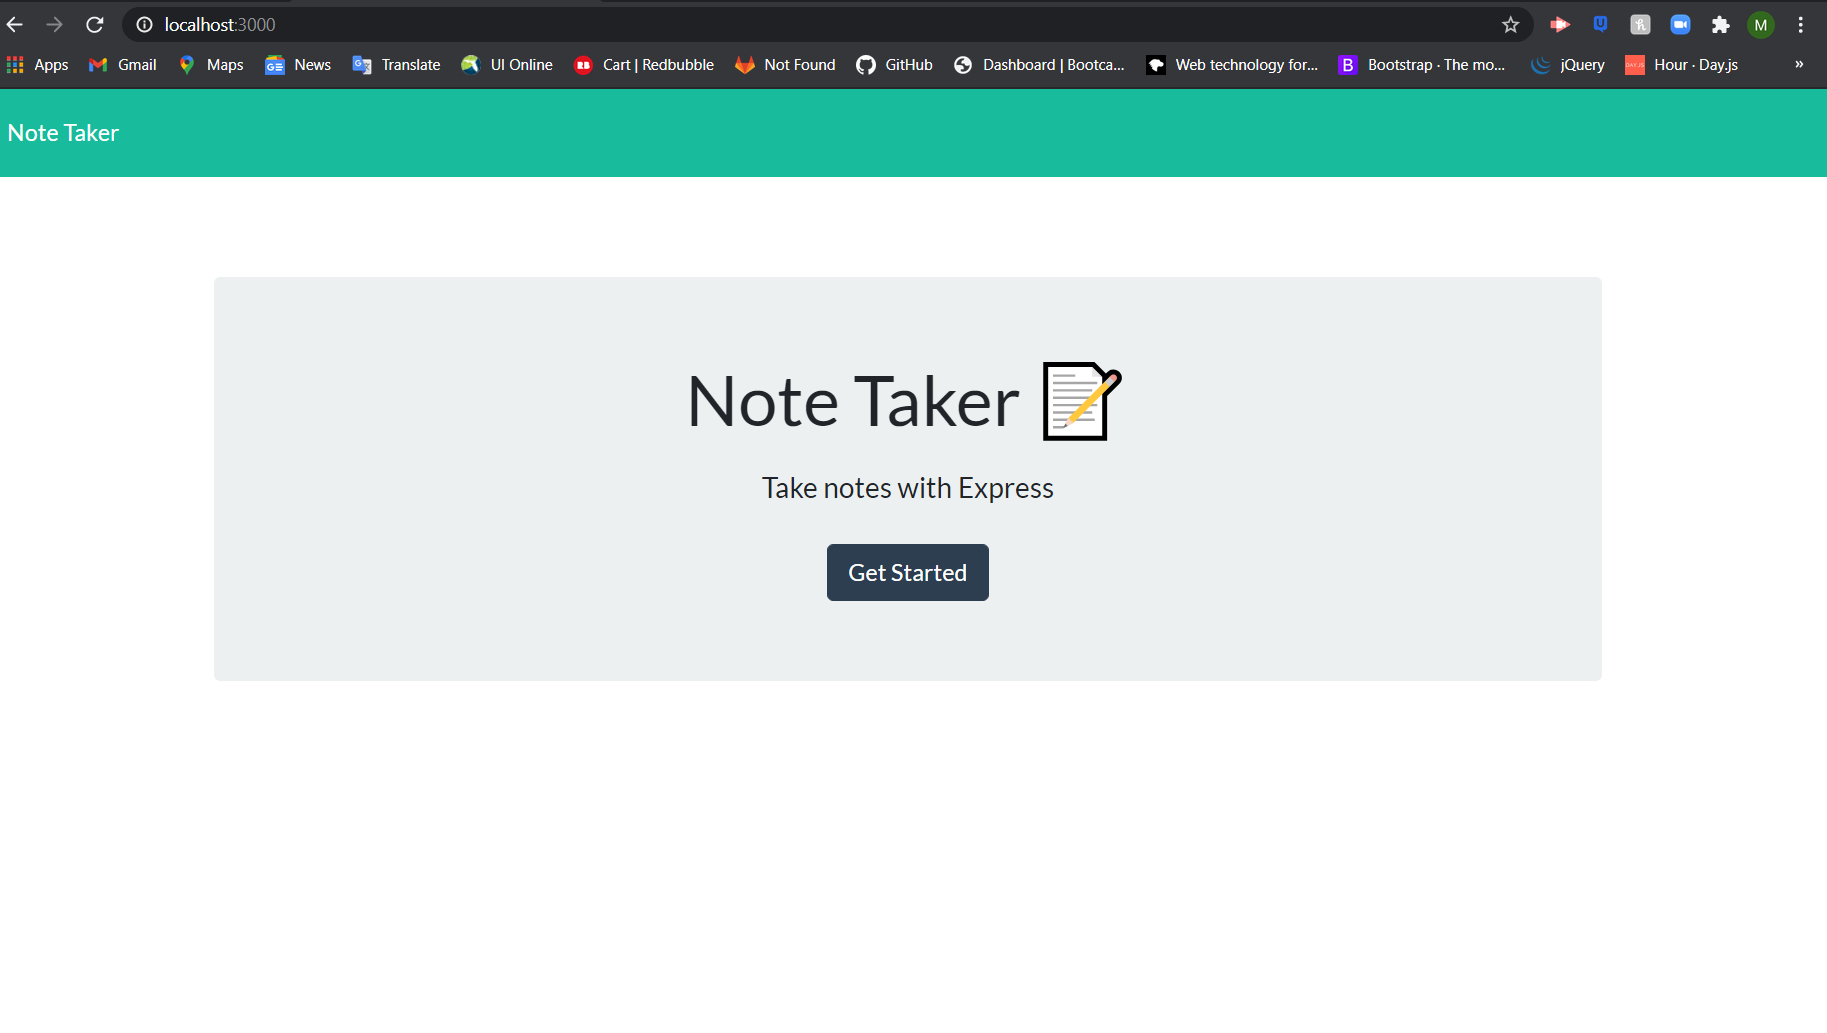 localhost:3000
Apps Gmail Maps News Translate UI Online Cart | Redbubble Not Found GitHub Dashboard | Bootca... Web technology for... Bootstrap · The mo... jQuery Hour · Day.js »
Note Taker
Note Taker
Take notes with Express
Get Started